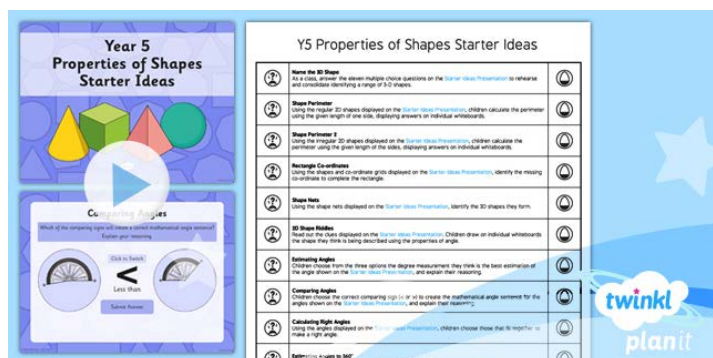 Year 5
Properties of Shapes
Starter Ideas
Comparing Angles
Which of the comparing signs will create a correct mathematical angle sentence?
Explain your reasoning.
Click to Switch
<
Less than
Submit Answer
Y5 Properties of Shapes Starter Ideas
Name the 3D Shape
As a class, answer the eleven multiple choice questions on the Starter Ideas Presentation to rehearse
and consolidate identifying a range of 3-D shapes.
Shape Perimeter
Using the regular 2D shapes displayed on the Starter Ideas Presentation, children calculate the perimeter
using the given length of one side, displaying answers on individual whiteboards.
Shape Perimeter 2
Using the irregular 2D shapes displayed on the Starter Ideas Presentation, children calculate the
perimeter using the given length of the sides, displaying answers on individual whiteboards.
Rectangle Co-ordinates
Using the shapes and co-ordinate grids displayed on the Starter Ideas Presentation, identify the missing
co-ordinate to complete the rectangle.
Shape Nets
Using the shape nets displayed on the Starter Ideas Presentation, identify the 3D shapes they form.
2D Shape Riddles
Read out the clues displayed on the Starter Ideas Presentation. Children draw on individual whiteboards
the shape they think is being described using the properties of angle.
Estimating Angles
Children choose from the three options the degree measurement they think is the best estimation of
the angle shown on the Starter Ideas Presentation, and explain their reasoning.
Comparing Angles
Children choose the correct comparing sign (< or >) to create the mathematical angle sentence for the
angles shown on the Starter Ideas Presentation, and explain their reasoning.
Calculating Right Angles
Using the angles displayed on the Starter Ideas Presentation, children choose those that fit together to
make a right angle.
Estimating Angles to 360°
twinkl
planit